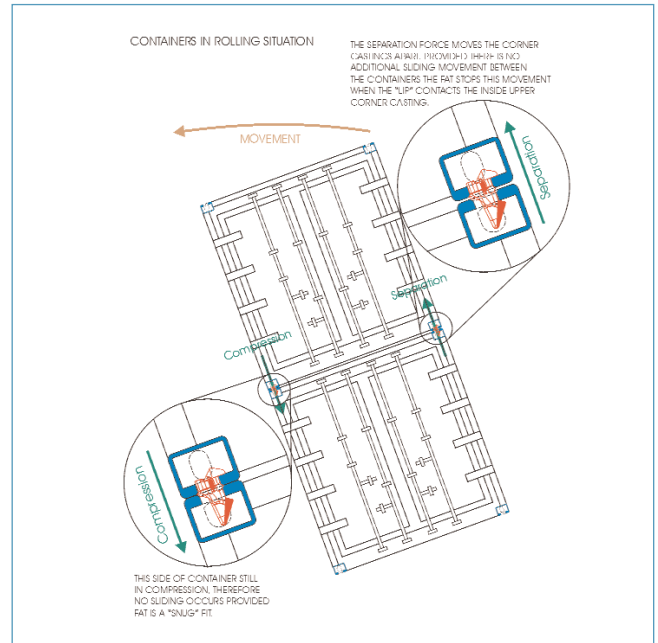 CONTAINERS IN ROLLING SITUATION
THE SEPARATION FORCE MOVES THE CORNER
CASTINGS APART. PROVIDED THERE IS NO
ADDITIONAL SLIDING MOVEMENT BETWEEN
THE CONTAINERS THE FAT STOPS THIS MOVEMENT
WHEN THE "LIP" CONTACTS THE INSIDE UPPER
CORNER CASTING.
MOVEMENT
Separation
Separation
Compression
Compression
THIS SIDE OF CONTAINER STILL
IN COMPRESSION, THEREFORE
NO SLIDING OCCURS PROVIDED
FAT IS A "SNUG" FIT.